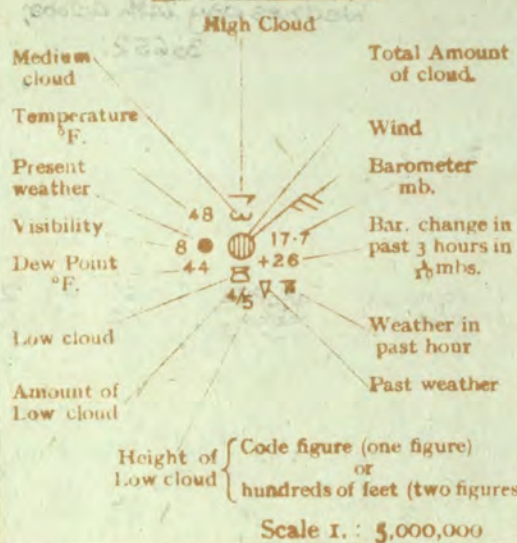 High Cloud
Medium
cloud
Total Amount
of cloud.
Temperature
°F.
Wind
Present
weather
Barometer
mb.
Visibility
Bar. change in
past 3 hours in
1/10 mbs.
Dew Point
°F.
48
8
17·7
44
+26
4/5
Low cloud
Weather in
past hour
Amount of
Low cloud
Past weather
Height of
Low cloud
Code figure (one figure)
or
hundreds of feet (two figures
Scale 1. : 5,000,000